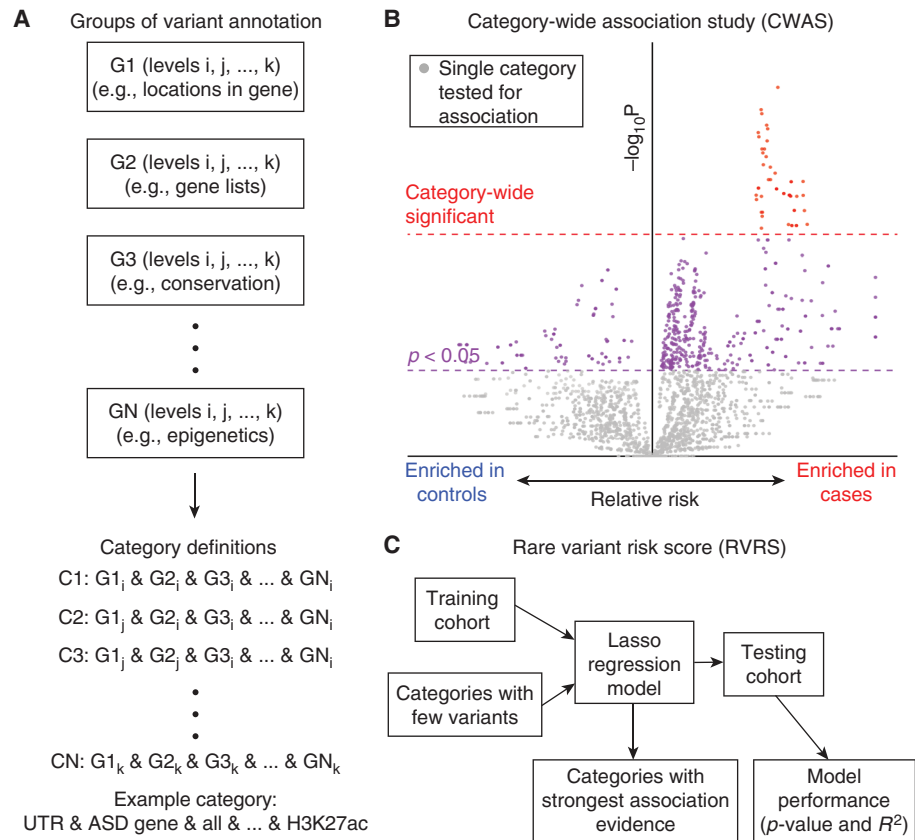 A
Groups of variant annotation
G1 (levels i, j, ..., k)
(e.g., locations in gene)
G2 (levels i, j, ..., k)
(e.g., gene lists)
G3 (levels i, j, ..., k)
(e.g., conservation)
GN (levels i, j, ..., k)
(e.g., epigenetics)
Category definitions
C1: G1i & G2i & G3i & ... & GNi
C2: G1j & G2i & G3i & ... & GNi
C3: G1j & G2j & G3i & ... & GNi
CN: G1k & G2k & G3k & ... & GNk
Example category:
UTR & ASD gene & all & ... & H3K27ac
B
Category-wide association study (CWAS)
Single category
tested for
association
–log10P
Category-wide
significant
p < 0.05
Enriched in
controls
Relative risk
Enriched in
cases
C
Rare variant risk score (RVRS)
Training
cohort
Categories with
few variants
Lasso
regression
model
Testing
cohort
Categories with
strongest association
evidence
Model
performance
(p-value and R²)